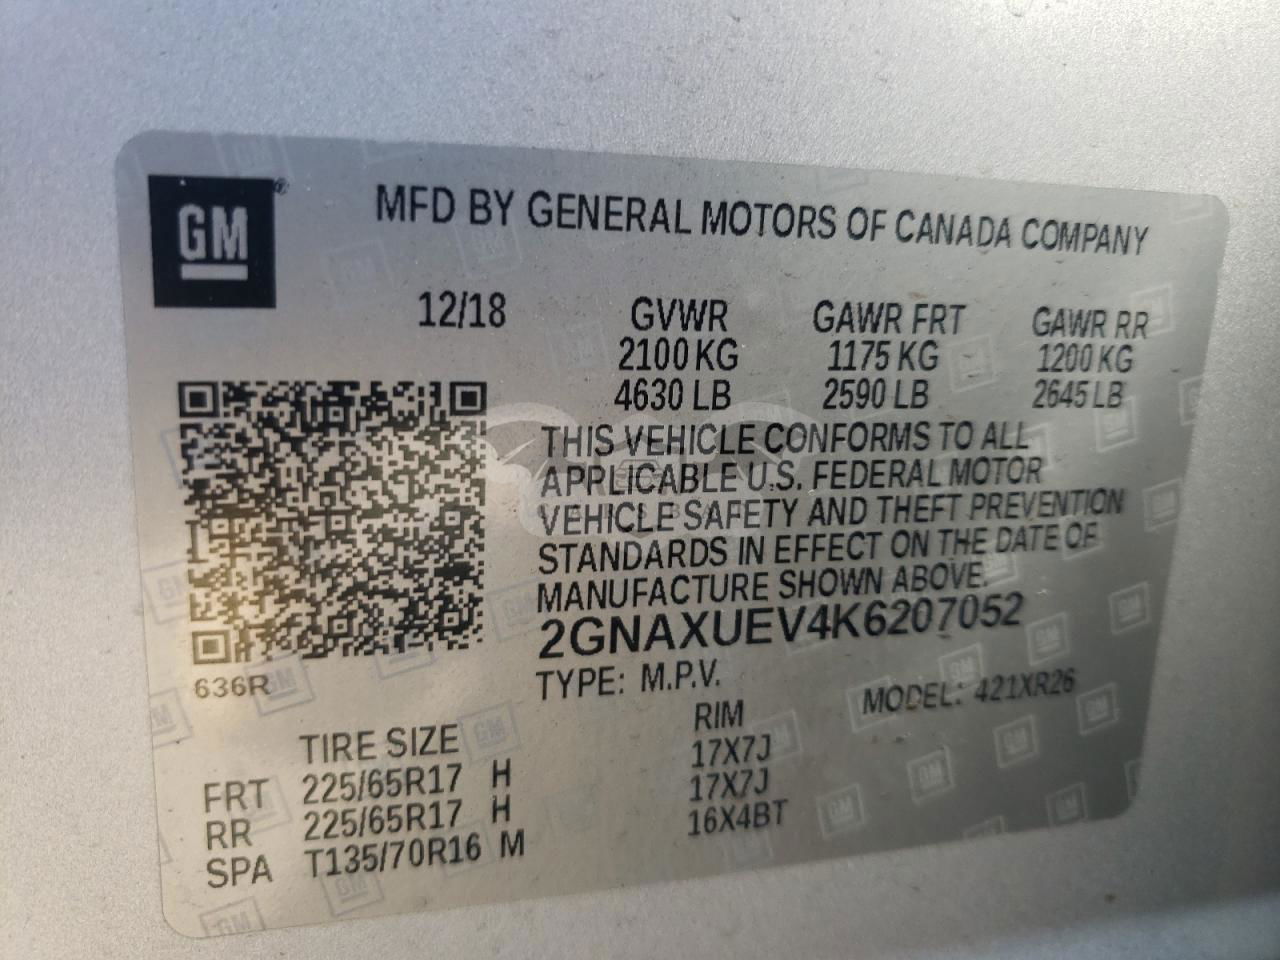 GM
MFD BY GENERAL MOTORS OF CANADA COMPANY
12/18 GVWR GAWR FRT GAWR RR
2100 KG 1175 KG 1200 KG
4630 LB 2590 LB 2645 LB
THIS VEHICLE CONFORMS TO ALL
APPLICABLE U.S. FEDERAL MOTOR
VEHICLE SAFETY AND THEFT PREVENTION
STANDARDS IN EFFECT ON THE DATE OF
MANUFACTURE SHOWN ABOVE.
2GNAXUEV4K6207052
636R
TYPE: M.P.V. MODEL: 421XR26
TIRE SIZE RIM
FRT 225/65R17 H 17X7J
RR 225/65R17 H 17X7J
SPA T135/70R16 M 16X4BT